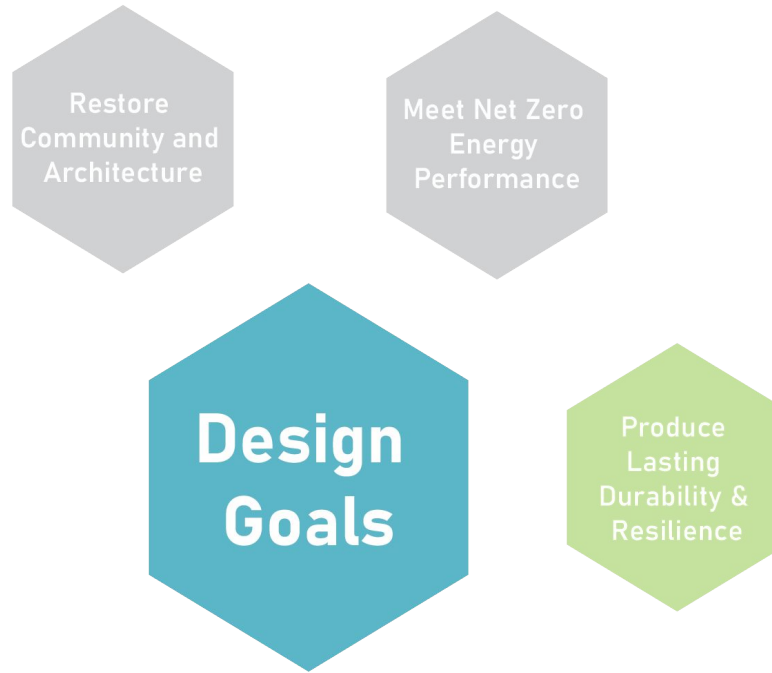 Restore
Community and
Architecture
Meet Net Zero
Energy
Performance
Design
Goals
Produce
Lasting
Durability &
Resilience